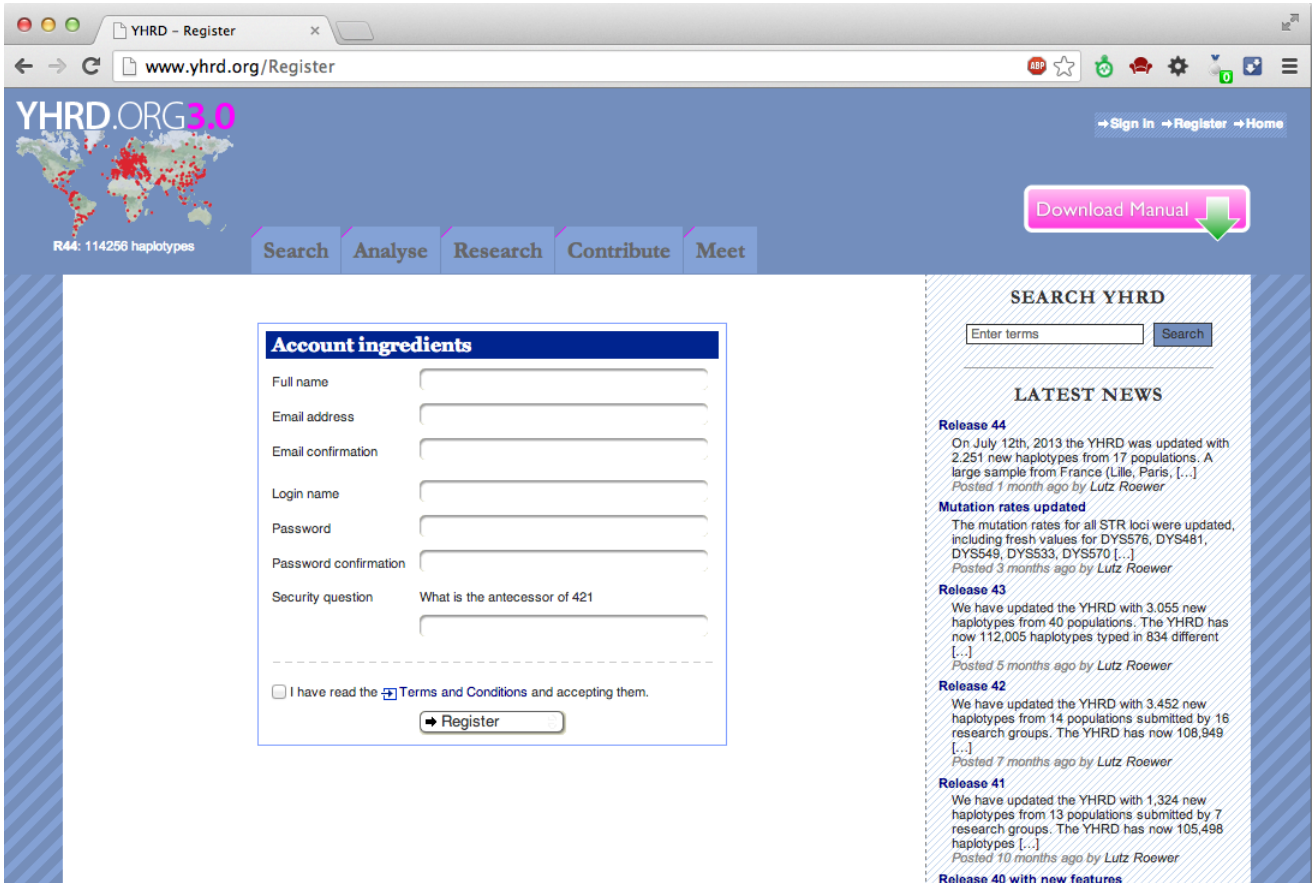 YHRD – Register
www.yhrd.org/Register
ABP
0
YHRD.ORG3.0
Sign In Register Home
Download Manual
R44: 114256 haplotypes
Search Analyse Research Contribute Meet
Account ingredients
Full name
Email address
Email confirmation
Login name
Password
Password confirmation
Security question What is the antecessor of 421
I have read the Terms and Conditions and accepting them.
Register
SEARCH YHRD
Enter terms Search
LATEST NEWS
Release 44
On July 12th, 2013 the YHRD was updated with
2.251 new haplotypes from 17 populations. A
large sample from France (Lille, Paris, [...]
Posted 1 month ago by Lutz Roewer
Mutation rates updated
The mutation rates for all STR loci were updated,
including fresh values for DYS576, DYS481,
DYS549, DYS533, DYS570 [...]
Posted 3 months ago by Lutz Roewer
Release 43
We have updated the YHRD with 3.055 new
haplotypes from 40 populations. The YHRD has
now 112,005 haplotypes typed in 834 different
[...]
Posted 5 months ago by Lutz Roewer
Release 42
We have updated the YHRD with 3.452 new
haplotypes from 14 populations submitted by 16
research groups. The YHRD has now 108,949
[...]
Posted 7 months ago by Lutz Roewer
Release 41
We have updated the YHRD with 1,324 new
haplotypes from 13 populations submitted by 7
research groups. The YHRD has now 105,498
haplotypes [...]
Posted 10 months ago by Lutz Roewer
Release 40 with new features